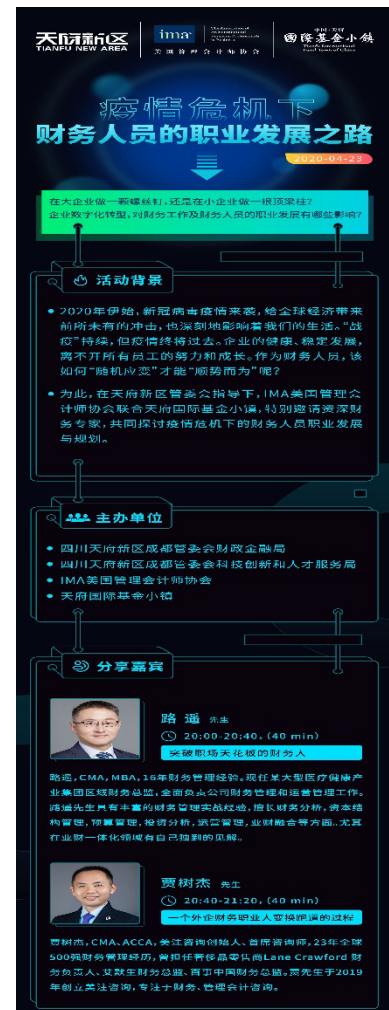 天府新区
TIANFU NEW AREA
ima
美国管理会计师协会
中国·天府
国际基金小镇
疫情危机下
财务人员的职业发展之路
2020-04-23
在大企业做一颗螺丝钉,还是在小企业做一根顶梁柱?
企业数字化转型,对财务工作及财务人员的职业发展有哪些影响?
活动背景
2020年伊始,新冠病毒疫情来袭,给全球经济带来
前所未有的冲击,也深刻地影响着我们的生活。“战
疫”持续,但疫情终将过去。企业的健康、稳定发展,
离不开所有员工的努力和成长。作为财务人员,该
如何“随机应变”才能“顺势而为”呢?
为此,在天府新区管委会指导下,IMA美国管理会
计师协会联合天府国际基金小镇,特别邀请资深财
务专家,共同探讨疫情危机下的财务人员职业发展
与规划。
主办单位
四川天府新区成都管委会财政金融局
四川天府新区成都管委会科技创新和人才服务局
IMA美国管理会计师协会
天府国际基金小镇
分享嘉宾
路遥 先生
20:00-20:40, (40 min)
突破职场天花板的财务人
路遥,CMA,MBA,16年财务管理经验。现任某大型医疗健康产
业集团区域财务总监,全面负责公司财务管理和运营管理工作。
路遥先生具有丰富的财务管理实战经验,擅长财务分析,资本结
构管理,预算管理,投资分析,运营管理,业财融合等方面..尤其
在业财一体化领域有自己独到的见解。
贾树杰 先生
20:40-21:20, (40 min)
一个外企财务职业人变换跑道的过程
贾树杰,CMA、ACCA,美注咨询创始人、首席咨询师,23年全球
500强财务管理经历,曾担任奢侈品零售商Lane Crawford 财
务负责人、艾默生财务总监、百事中国财务总监。贾先生于2019
年创立美注咨询,专注于财务、管理会计咨询。